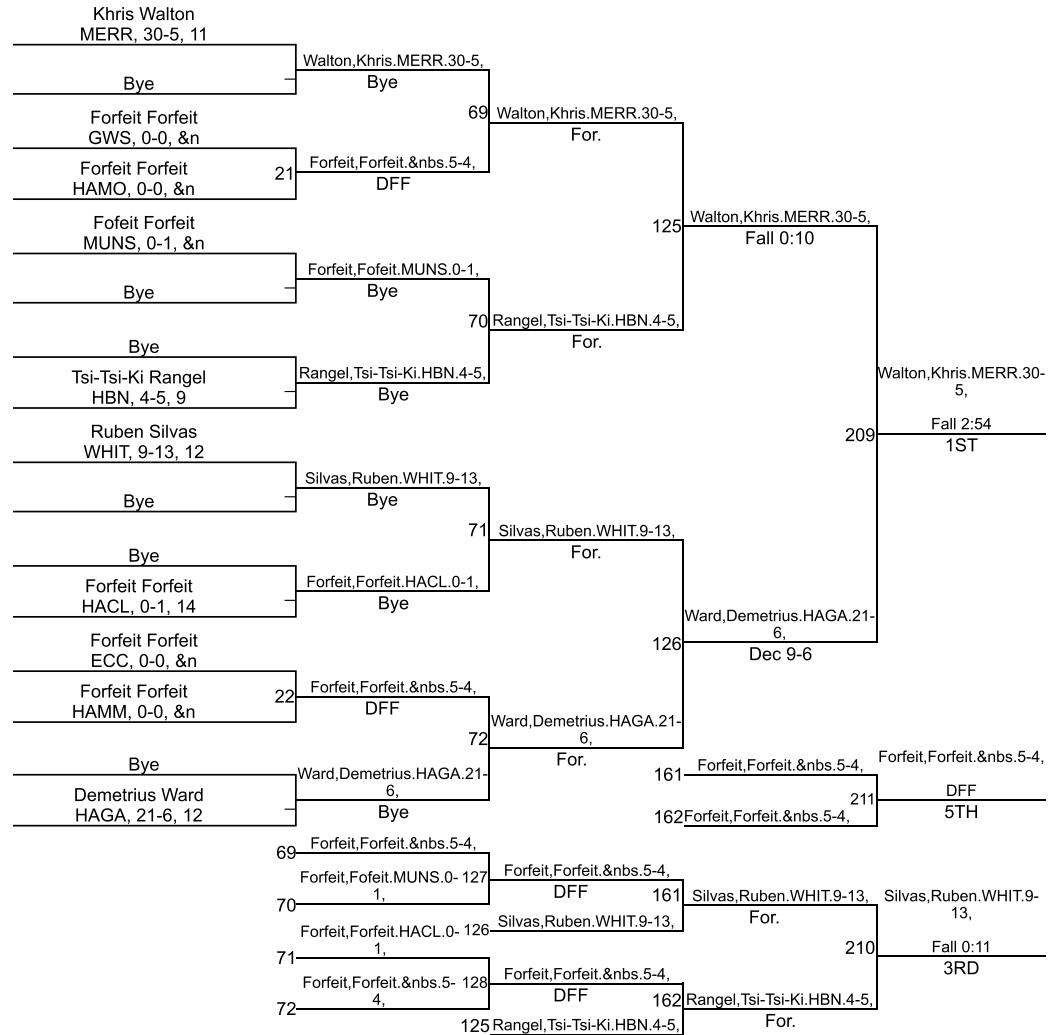 Khris Walton
MERR, 30-5, 11
Walton,Khris.MERR.30-5,
Bye
Bye
69
Walton,Khris.MERR.30-5,
For.
Forfeit Forfeit
GWS, 0-0, &n
Forfeit Forfeit
HAMO, 0-0, &n
21
Forfeit,Forfeit.&nbs.5-4,
DFF
125
Walton,Khris.MERR.30-5,
Fall 0:10
Fofeit Forfeit
MUNS, 0-1, &n
Forfeit,Fofeit.MUNS.0-1,
Bye
Bye
70
Rangel,Tsi-Tsi-Ki.HBN.4-5,
For.
Bye
Tsi-Tsi-Ki Rangel
HBN, 4-5, 9
Rangel,Tsi-Tsi-Ki.HBN.4-5,
Bye
Walton,Khris.MERR.30-
5,
209
Fall 2:54
1ST
Ruben Silvas
WHIT, 9-13, 12
Silvas,Ruben.WHIT.9-13,
Bye
Bye
71
Silvas,Ruben.WHIT.9-13,
For.
Bye
Forfeit Forfeit
HACL, 0-1, 14
Forfeit,Forfeit.HACL.0-1,
Bye
126
Ward,Demetrius.HAGA.21-
6,
Dec 9-6
Forfeit Forfeit
ECC, 0-0, &n
Forfeit Forfeit
HAMM, 0-0, &n
22
Forfeit,Forfeit.&nbs.5-4,
DFF
72
Ward,Demetrius.HAGA.21-
6,
For.
Bye
Demetrius Ward
HAGA, 21-6, 12
Ward,Demetrius.HAGA.21-
6,
Bye
161
Forfeit,Forfeit.&nbs.5-4,
162
Forfeit,Forfeit.&nbs.5-4,
211
Forfeit,Forfeit.&nbs.5-4,
DFF
5TH
69
Forfeit,Forfeit.&nbs.5-4,
70
Forfeit,Fofeit.MUNS.0-
1,
127
Forfeit,Forfeit.&nbs.5-4,
DFF
126
Silvas,Ruben.WHIT.9-13,
161
Silvas,Ruben.WHIT.9-13,
For.
71
Forfeit,Forfeit.HACL.0-
1,
72
Forfeit,Forfeit.&nbs.5-
4,
128
Forfeit,Forfeit.&nbs.5-4,
DFF
125
Rangel,Tsi-Tsi-Ki.HBN.4-5,
162
Rangel,Tsi-Tsi-Ki.HBN.4-5,
For.
210
Silvas,Ruben.WHIT.9-
13,
Fall 0:11
3RD